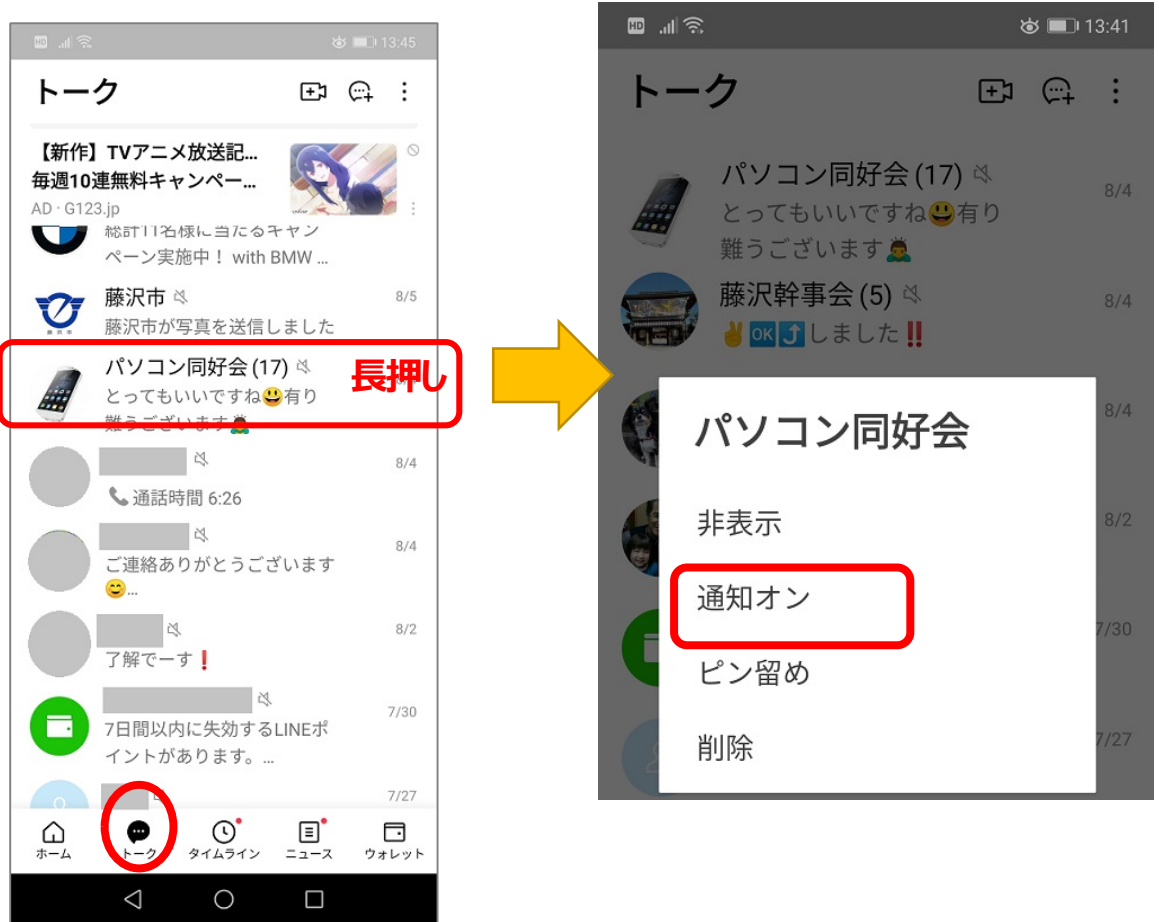 HD 13:45
トーク
【新作】TVアニメ放送記...
毎週10連無料キャンペー...
AD · G123.jp
総計11名様に当たるキャン
ペーン実施中！ with BMW ...
藤沢市 8/5
藤沢市が写真を送信しました
パソコン同好会 (17)
長押し
とってもいいですね😃有り
難うございます🙇
8/4
通話時間 6:26
8/4
ご連絡ありがとうございます
😊...
8/2
了解でーす❗
7/30
7日間以内に失効するLINEポ
イントがあります。...
7/27
ホーム トーク タイムライン ニュース ウォレット
HD 13:41
トーク
パソコン同好会 (17) 8/4
とってもいいですね😃有り
難うございます🙇
藤沢幹事会 (5) 8/4
✌🆗⤴しました‼
8/4
パソコン同好会
非表示
8/2
通知オン
7/30
ピン留め
7/27
削除